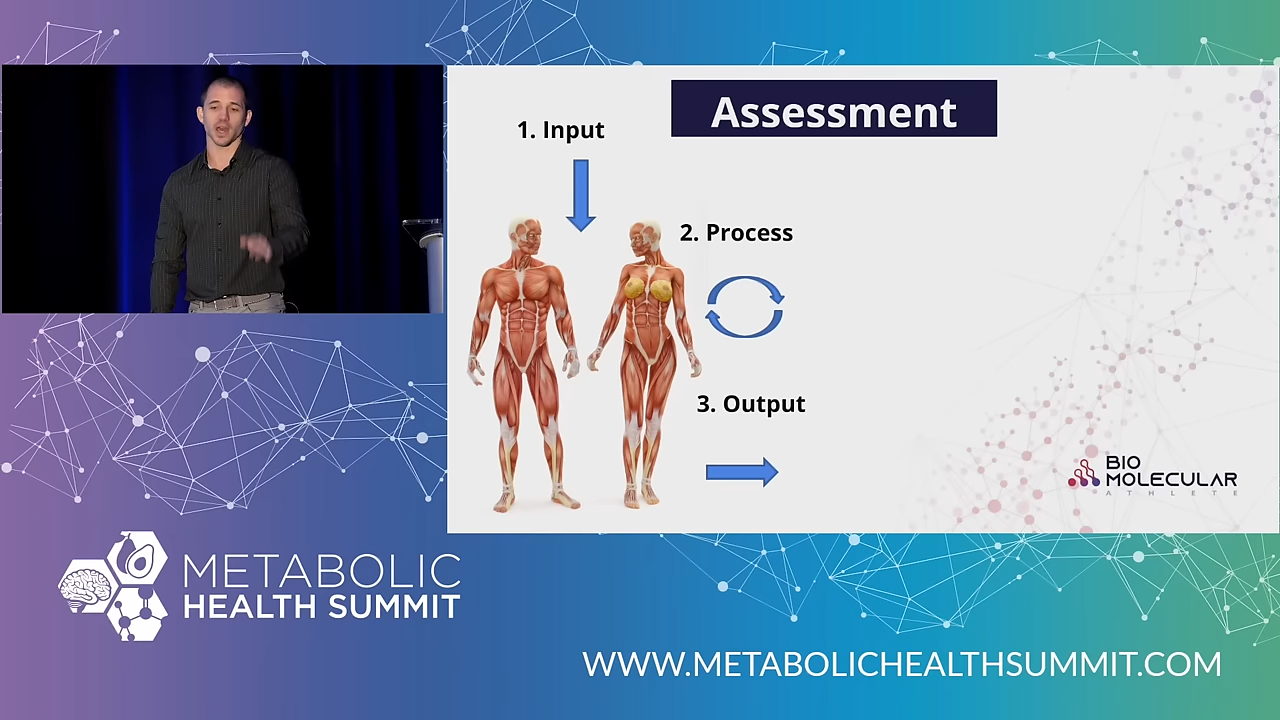 Assessment
1. Input
2. Process
3. Output
BIO
MOLECULAR
ATHLETE
METABOLIC
HEALTH SUMMIT
WWW.METABOLICHEALTHSUMMIT.COM